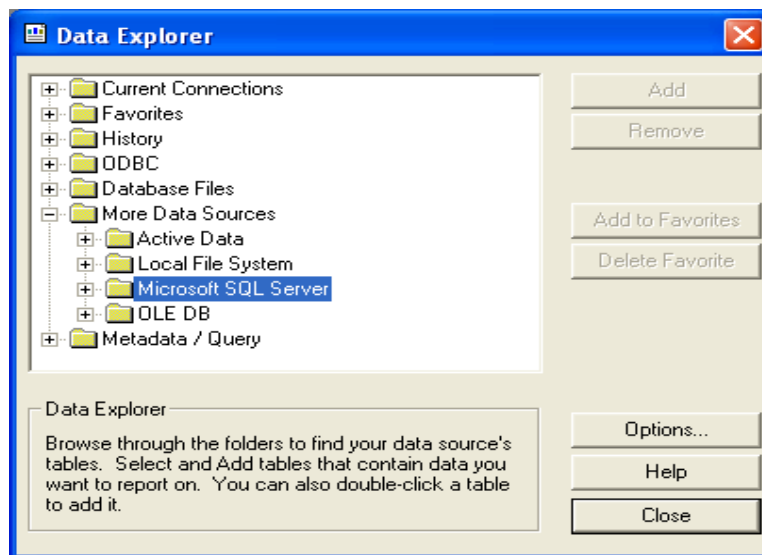 Data Explorer
Current Connections
Favorites
History
ODBC
Database Files
More Data Sources
Active Data
Local File System
Microsoft SQL Server
OLE DB
Metadata / Query
Add
Remove
Add to Favorites
Delete Favorite
Data Explorer
Browse through the folders to find your data source's
tables. Select and Add tables that contain data you
want to report on. You can also double-click a table
to add it.
Options...
Help
Close